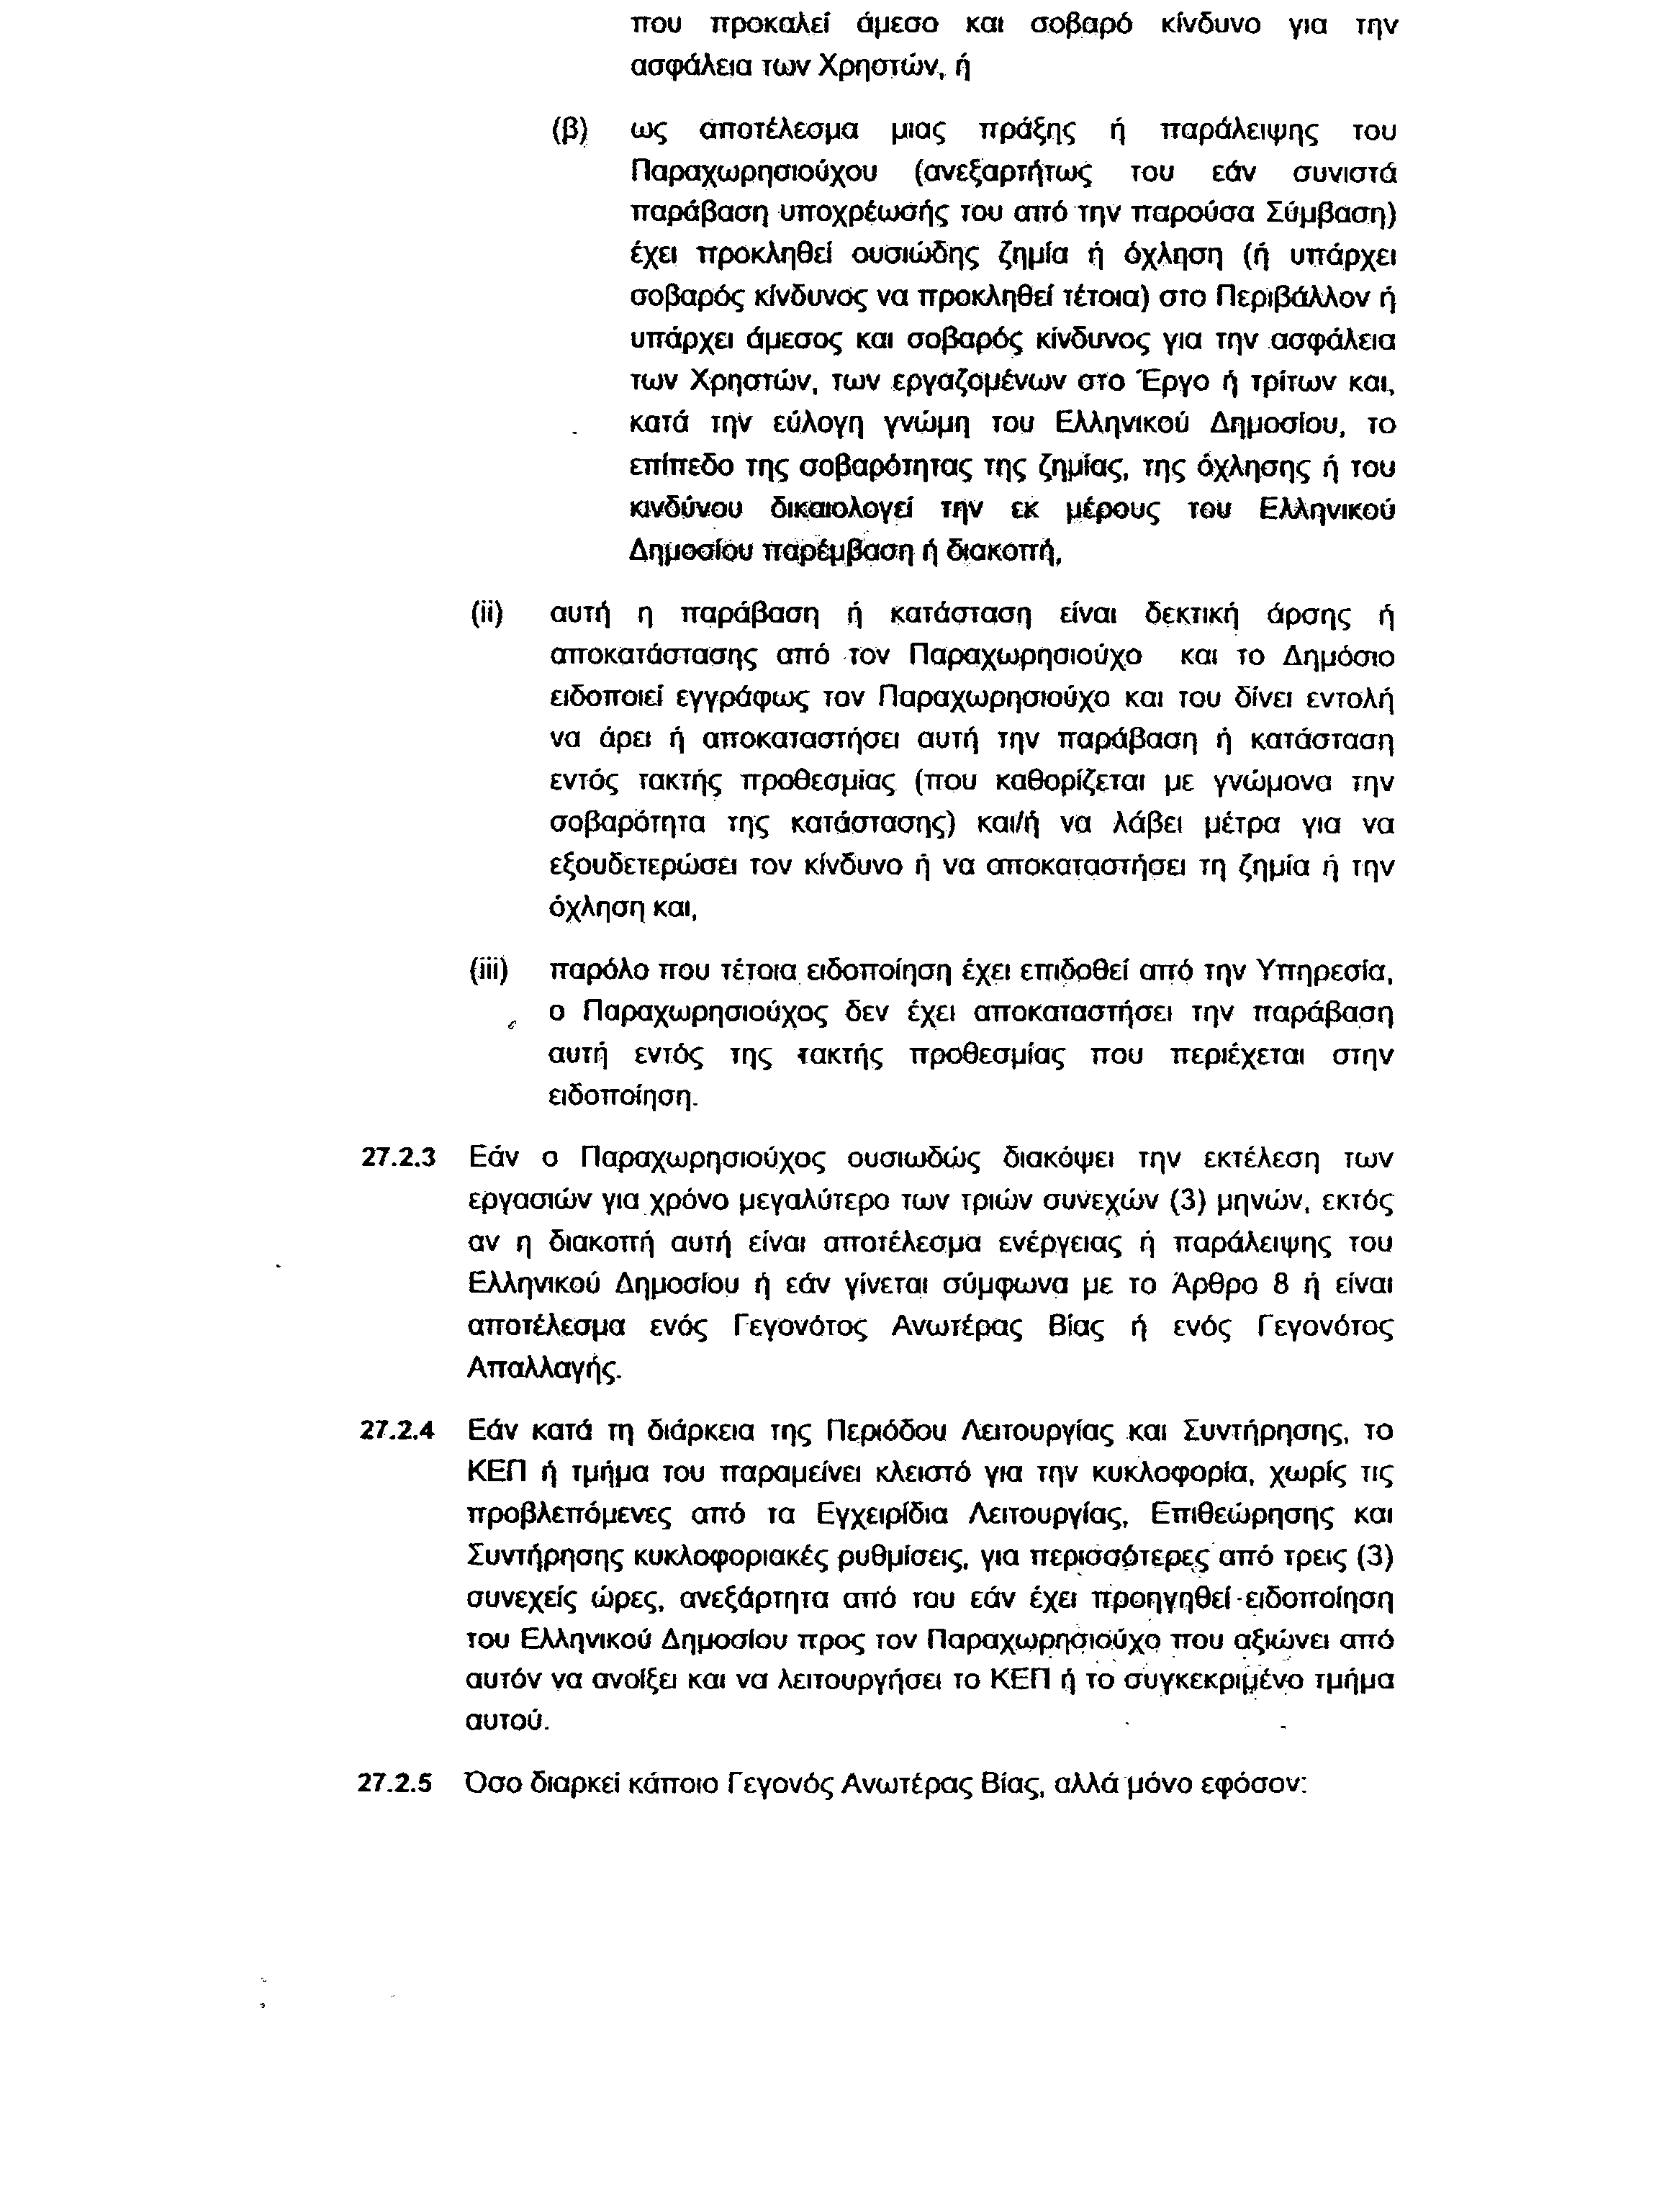 που προκαλεί άμεσο και σοβαρό κίνδυνο για την
ασφάλεια των Χρηστών, ή
(β) ως αποτέλεσμα μιας πράξης ή παράλειψης του
Παραχωρησιούχου (ανεξαρτήτως του εάν συνιστά
παράβαση υποχρέωσής του από την παρούσα Σύμβαση)
έχει προκληθεί ουσιώδης ζημία ή όχληση (ή υπάρχει
σοβαρός κίνδυνος να προκληθεί τέτοια) στο Περιβάλλον ή
υπάρχει άμεσος και σοβαρός κίνδυνος για την ασφάλεια
των Χρηστών, των εργαζομένων στο Έργο ή τρίτων και,
κατά την εύλογη γνώμη του Ελληνικού Δημοσίου, το
επίπεδο της σοβαρότητας της ζημίας, της όχλησης ή του
κινδύνου δικαιολογεί την εκ μέρους του Ελληνικού
Δημοσίου παρέμβαση ή διακοπή,
(ii) αυτή η παράβαση ή κατάσταση είναι δεκτική άρσης ή
αποκατάστασης από τον Παραχωρησιούχο και το Δημόσιο
ειδοποιεί εγγράφως τον Παραχωρησιούχο και του δίνει εντολή
να άρει ή αποκαταστήσει αυτή την παράβαση ή κατάσταση
εντός τακτής προθεσμίας (που καθορίζεται με γνώμονα την
σοβαρότητα της κατάστασης) και/ή να λάβει μέτρα για να
εξουδετερώσει τον κίνδυνο ή να αποκαταστήσει τη ζημία ή την
όχληση και,
(iii) παρόλο που τέτοια ειδοποίηση έχει επιδοθεί από την Υπηρεσία,
ο Παραχωρησιούχος δεν έχει αποκαταστήσει την παράβαση
αυτή εντός της τακτής προθεσμίας που περιέχεται στην
ειδοποίηση.
27.2.3 Εάν ο Παραχωρησιούχος ουσιωδώς διακόψει την εκτέλεση των
εργασιών για χρόνο μεγαλύτερο των τριών συνεχών (3) μηνών, εκτός
αν η διακοπή αυτή είναι αποτέλεσμα ενέργειας ή παράλειψης του
Ελληνικού Δημοσίου ή εάν γίνεται σύμφωνα με το Άρθρο 8 ή είναι
αποτέλεσμα ενός Γεγονότος Ανωτέρας Βίας ή ενός Γεγονότος
Απαλλαγής.
27.2.4 Εάν κατά τη διάρκεια της Περιόδου Λειτουργίας και Συντήρησης, το
ΚΕΠ ή τμήμα του παραμείνει κλειστό για την κυκλοφορία, χωρίς τις
προβλεπόμενες από τα Εγχειρίδια Λειτουργίας, Επιθεώρησης και
Συντήρησης κυκλοφοριακές ρυθμίσεις, για περισσότερες από τρεις (3)
συνεχείς ώρες, ανεξάρτητα από του εάν έχει προηγηθεί ειδοποίηση
του Ελληνικού Δημοσίου προς τον Παραχωρησιούχο που αξιώνει από
αυτόν να ανοίξει και να λειτουργήσει το ΚΕΠ ή το συγκεκριμένο τμήμα
αυτού.
27.2.5 Όσο διαρκεί κάποιο Γεγονός Ανωτέρας Βίας, αλλά μόνο εφόσον: